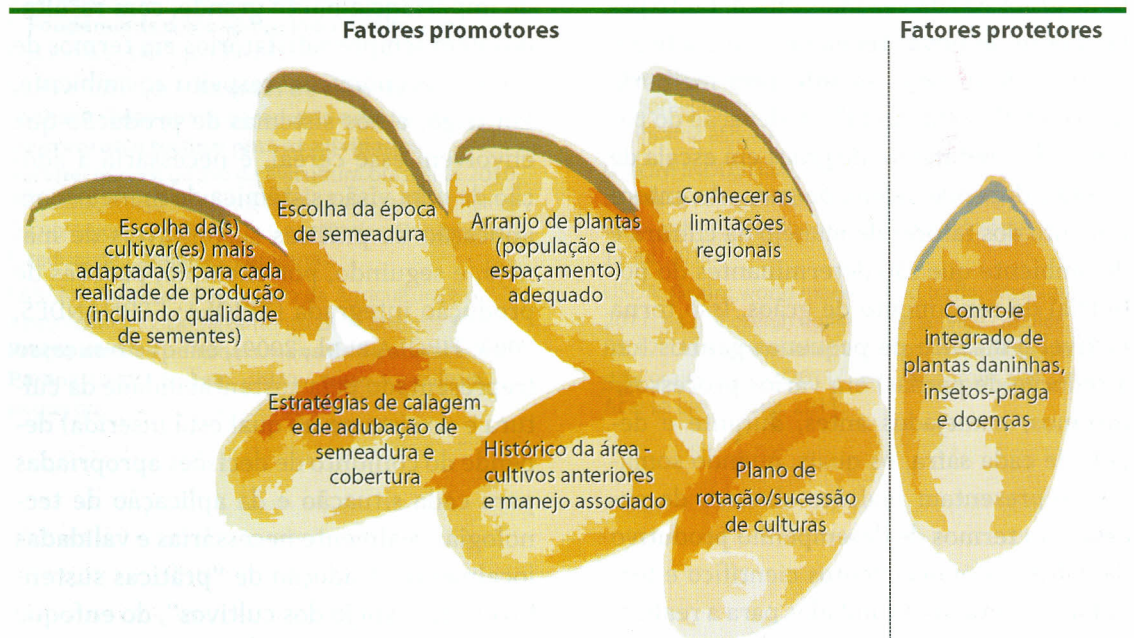 Fatores promotores
Fatores protetores
Escolha da(s)
cultivar(es) mais
adaptada(s) para cada
realidade de produção
(incluindo qualidade
de sementes)
Escolha da época
de semeadura
Arranjo de plantas
(população e
espaçamento)
adequado
Conhecer as
limitações
regionais
Estratégias de calagem
e de adubação de
semeadura e
cobertura
Histórico da área -
cultivos anteriores
e manejo associado
Plano de
rotação/sucessão
de culturas
Controle
integrado de
plantas daninhas,
insetos-praga
e doenças